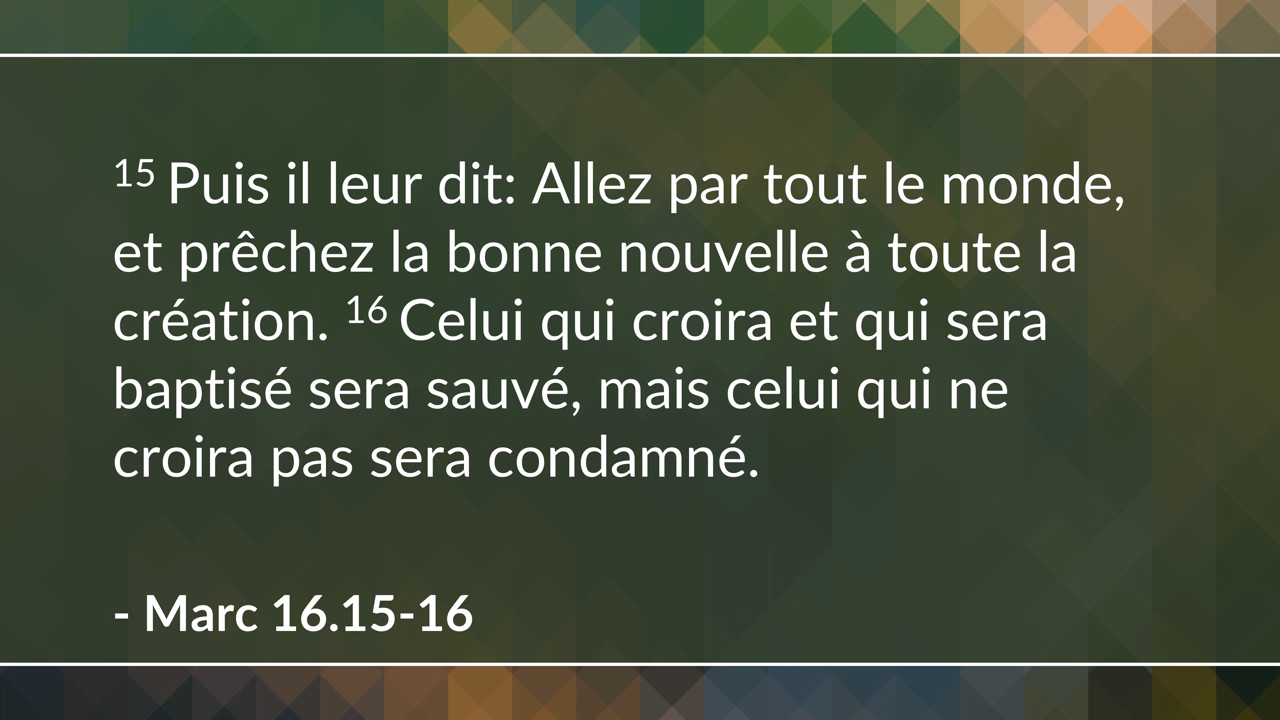 15 Puis il leur dit: Allez par tout le monde,
et prêchez la bonne nouvelle à toute la
création. 16 Celui qui croira et qui sera
baptisé sera sauvé, mais celui qui ne
croira pas sera condamné.
- Marc 16.15-16